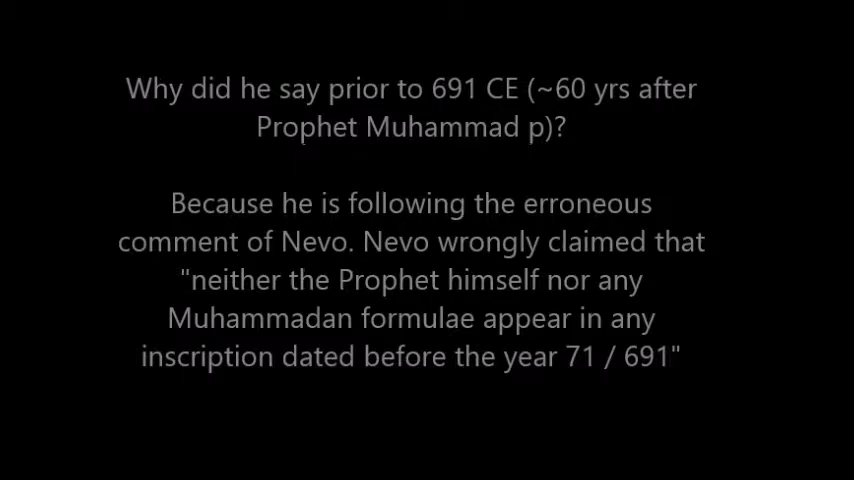 Why did he say prior to 691 CE (~60 yrs after
Prophet Muhammad p)?
Because he is following the erroneous
comment of Nevo. Nevo wrongly claimed that
"neither the Prophet himself nor any
Muhammadan formulae appear in any
inscription dated before the year 71 / 691"